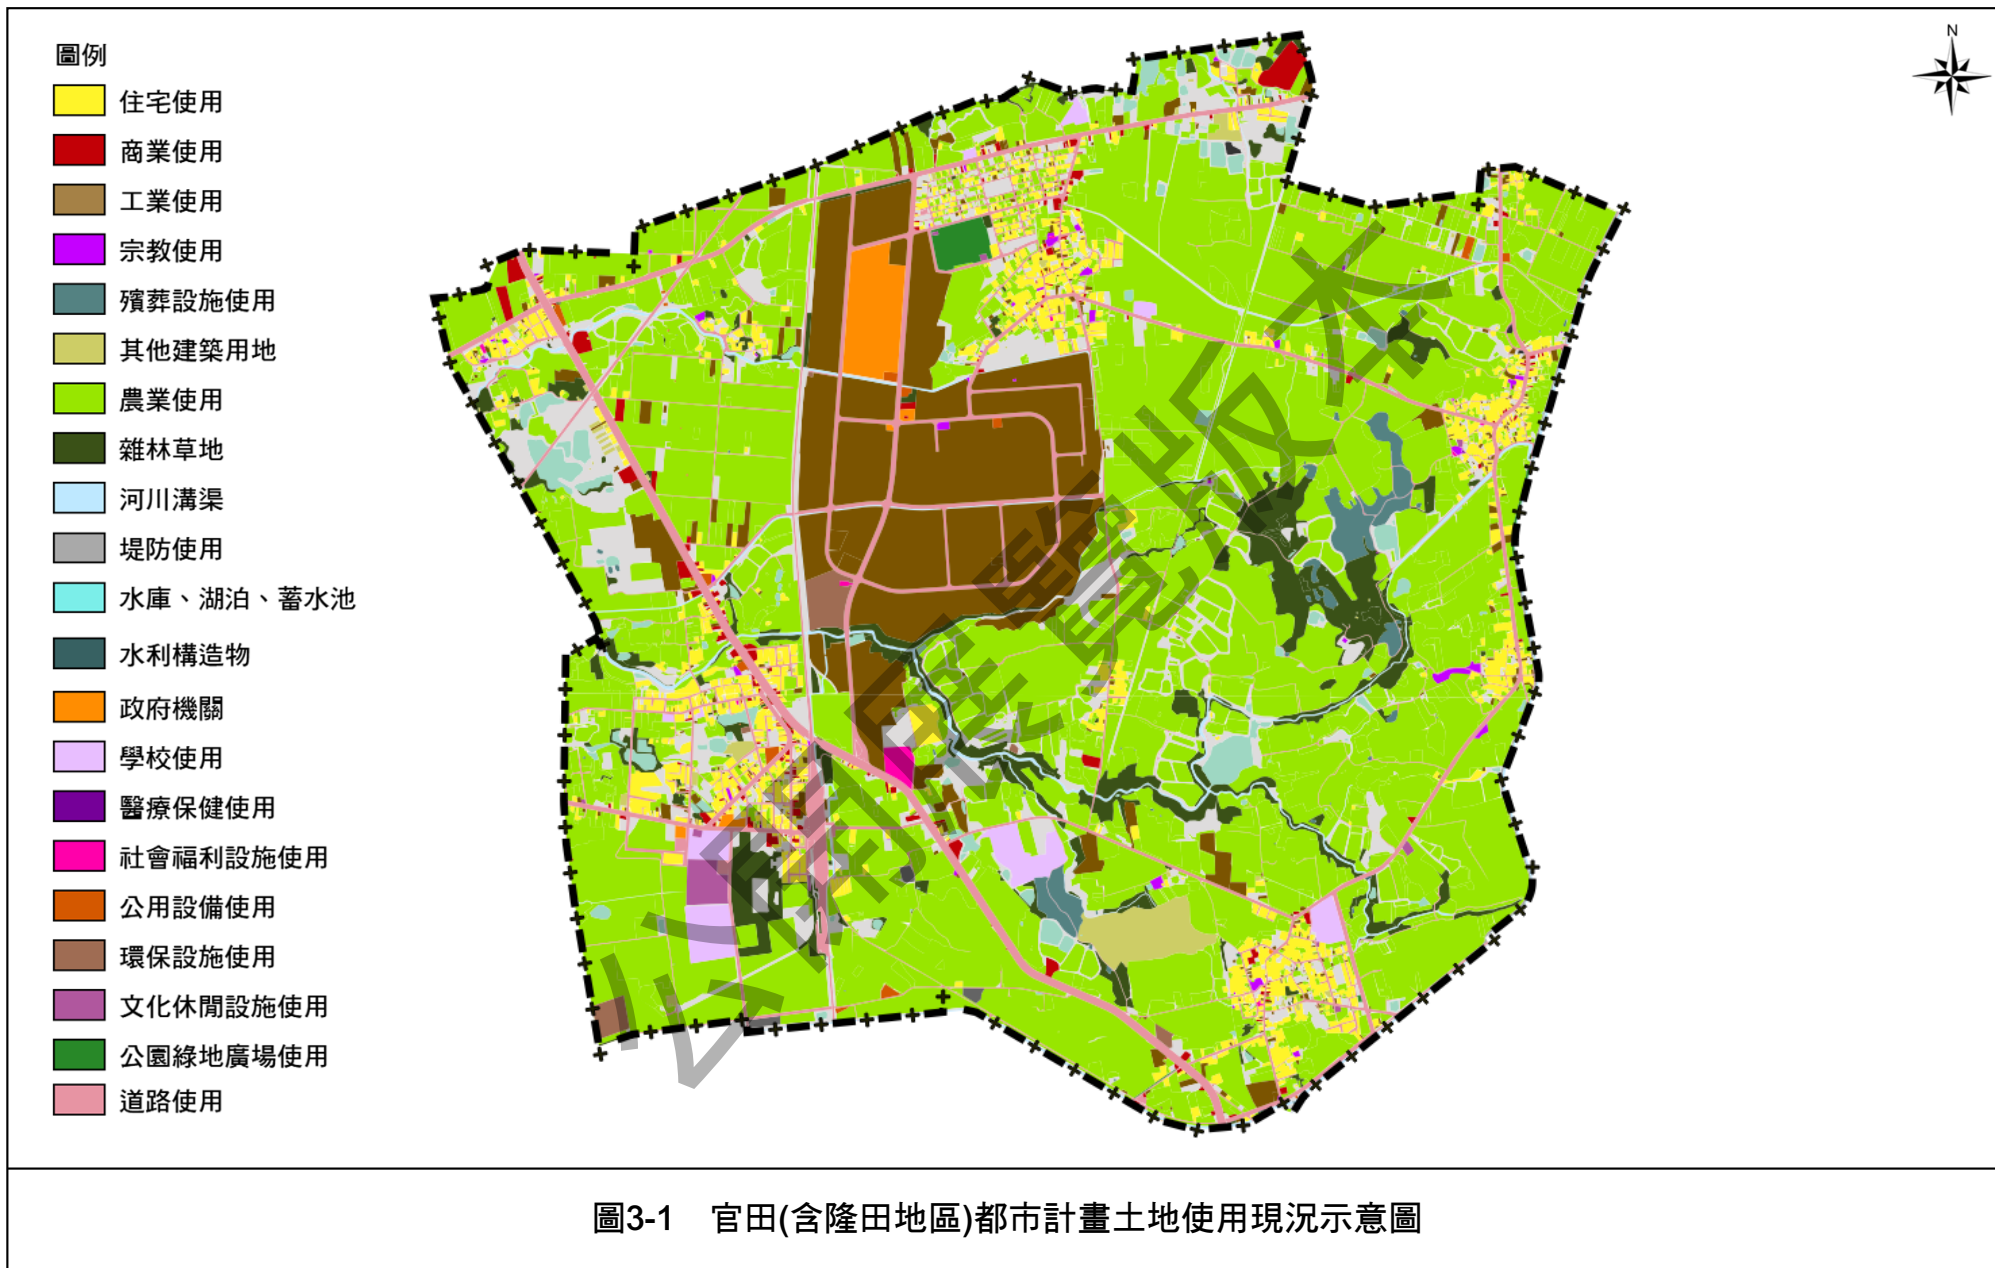 N
圖例
住宅使用
商業使用
工業使用
宗教使用
殯葬設施使用
其他建築用地
農業使用
雜林草地
河川溝渠
堤防使用
水庫、湖泊、蓄水池
水利構造物
政府機關
學校使用
醫療保健使用
社會福利設施使用
公用設備使用
環保設施使用
文化休閒設施使用
公園綠地廣場使用
道路使用
公開展覽版本
圖3-1 官田(含隆田地區)都市計畫土地使用現況示意圖